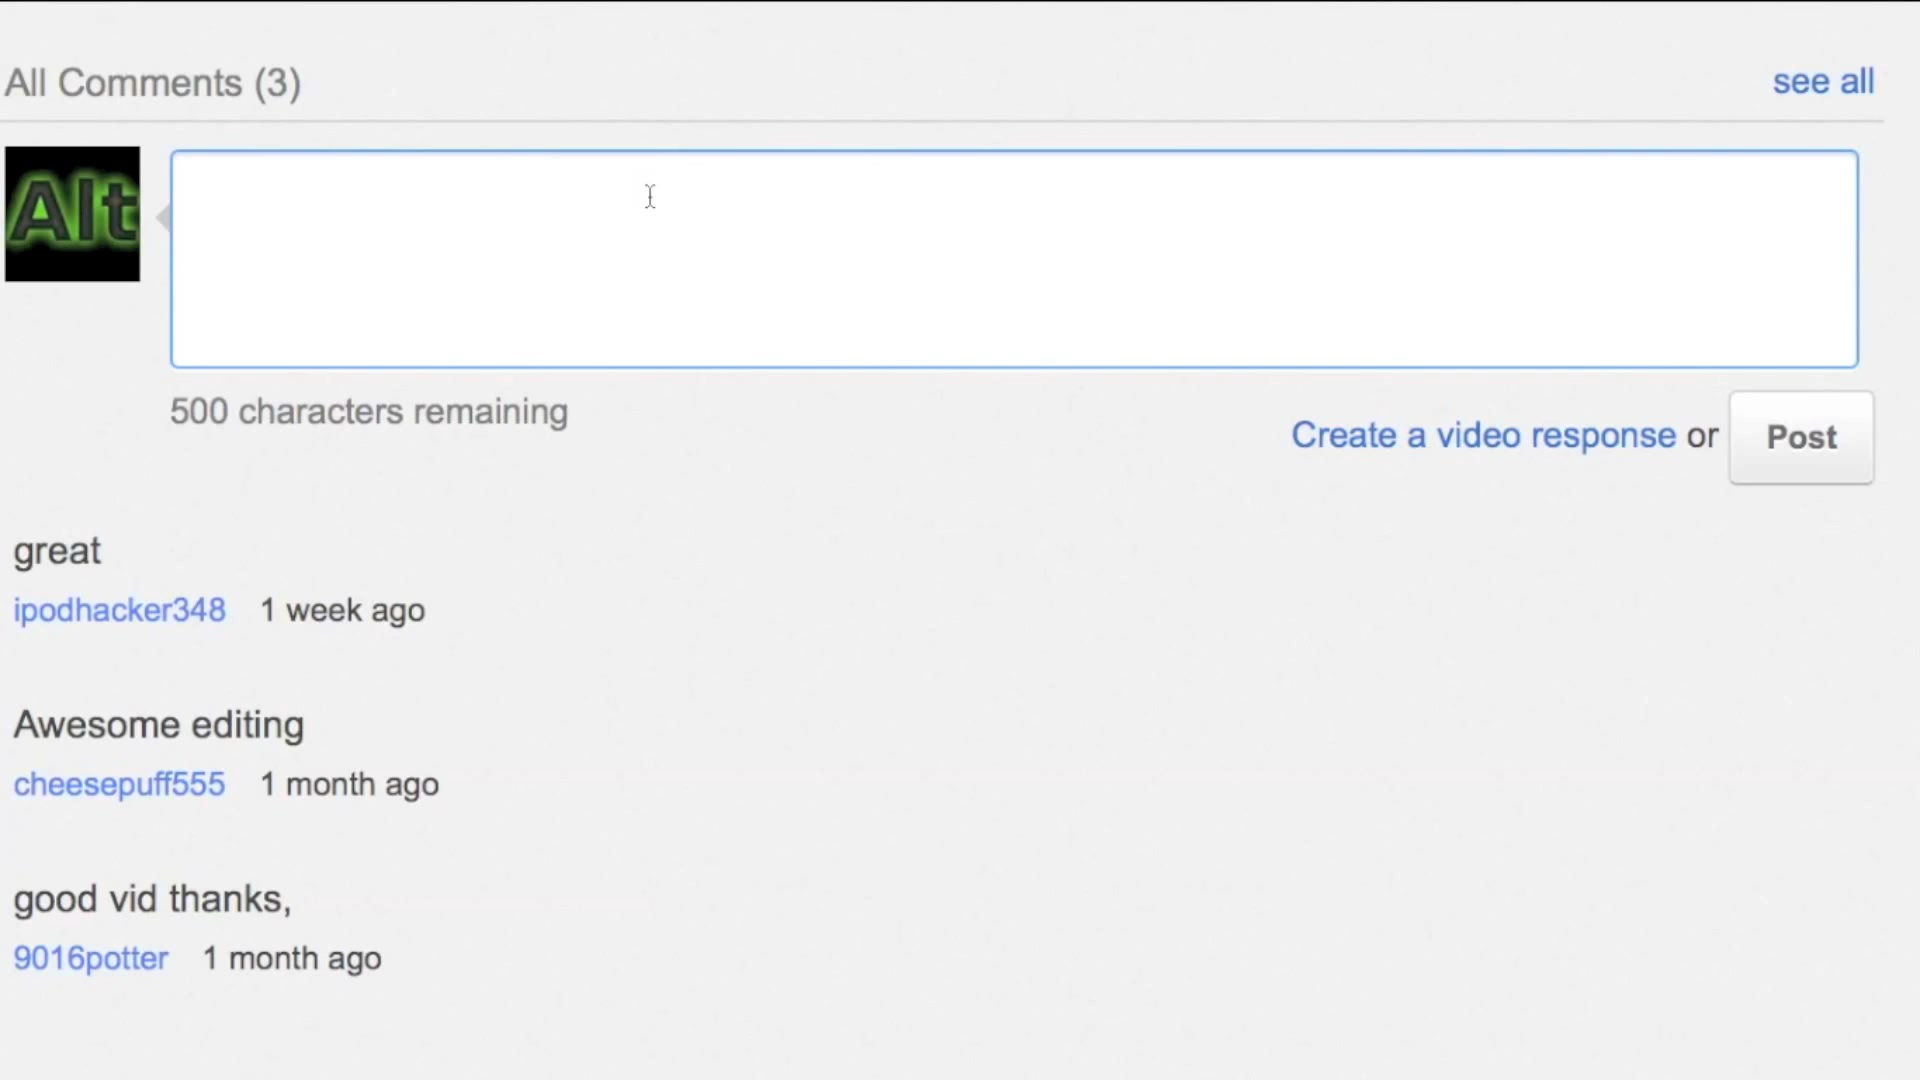 All Comments (3)
see all
Alt
500 characters remaining
Create a video response or
Post
great
ipodhacker348 1 week ago
Awesome editing
cheesepuff555 1 month ago
good vid thanks,
9016potter 1 month ago